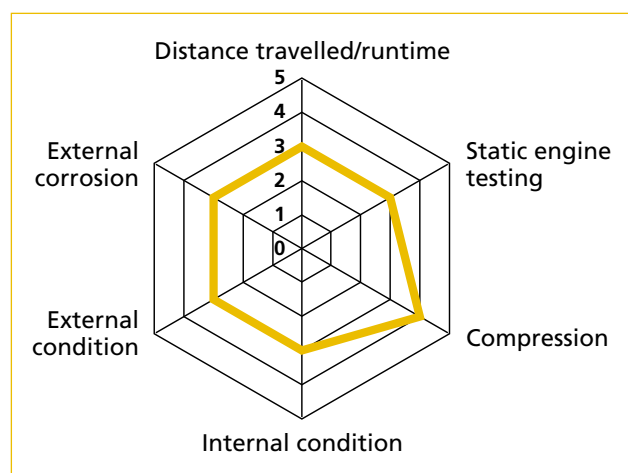 Distance travelled/runtime
5
4
3
2
1
0
External
corrosion
Static engine
testing
External
condition
Compression
Internal condition